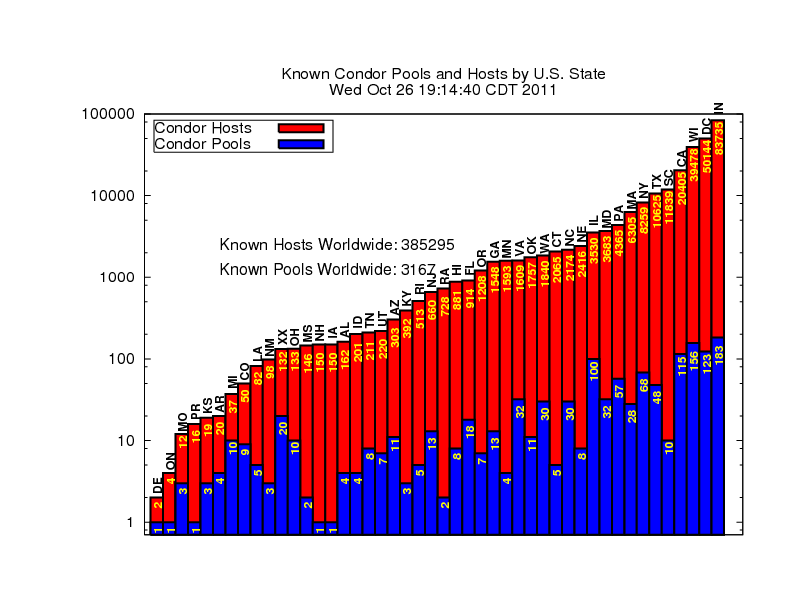 Known Condor Pools and Hosts by U.S. State
Wed Oct 26 19:14:40 CDT 2011
100000
10000
1000
100
10
1
Condor Hosts
Condor Pools
Known Hosts Worldwide: 385295
Known Pools Worldwide: 3167
DE 2 1
ON 4 1
MO 12 3
PR 16 1
KS 19 3
AR 20 4
MI 37 10
CO 50 9
LA 82 5
NM 98 3
XX 132 20
OH 133 10
MS 146 2
NH 150 1
IA 150 1
AL 162 4
ID 201 4
TN 211 8
UT 220 7
AZ 303 11
KY 392 3
RI 513 5
NJ 660 13
RA 728 2
HI 881 8
FL 914 18
OR 1208 7
GA 1548 13
MN 1593 4
VA 1609 32
OK 1757 11
WA 1840 30
CT 2065 5
NC 2174 30
NE 2416 8
IL 3530 100
MD 3683 32
PA 4365 57
MA 6305 28
NY 8259 68
TX 10625 48
SC 11839 10
CA 20405 115
WI 39478 156
DC 50144 123
IN 83735 183